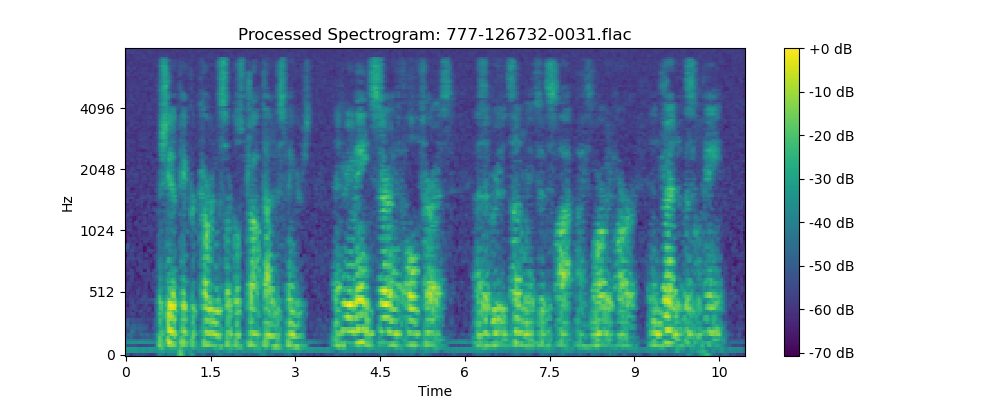 Processed Spectrogram: 777-126732-0031.flac
Hz
4096
2048
1024
512
0
0 1.5 3 4.5 6 7.5 9 10
Time
+0 dB
-10 dB
-20 dB
-30 dB
-40 dB
-50 dB
-60 dB
-70 dB